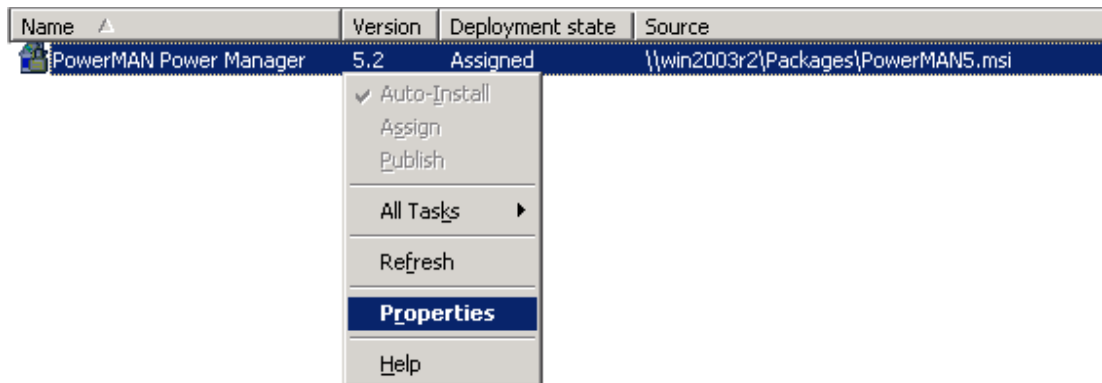 Name Version Deployment state Source
PowerMAN Power Manager 5.2 Assigned \\win2003r2\Packages\PowerMAN5.msi
Auto-Install
Assign
Publish
All Tasks
Refresh
Properties
Help